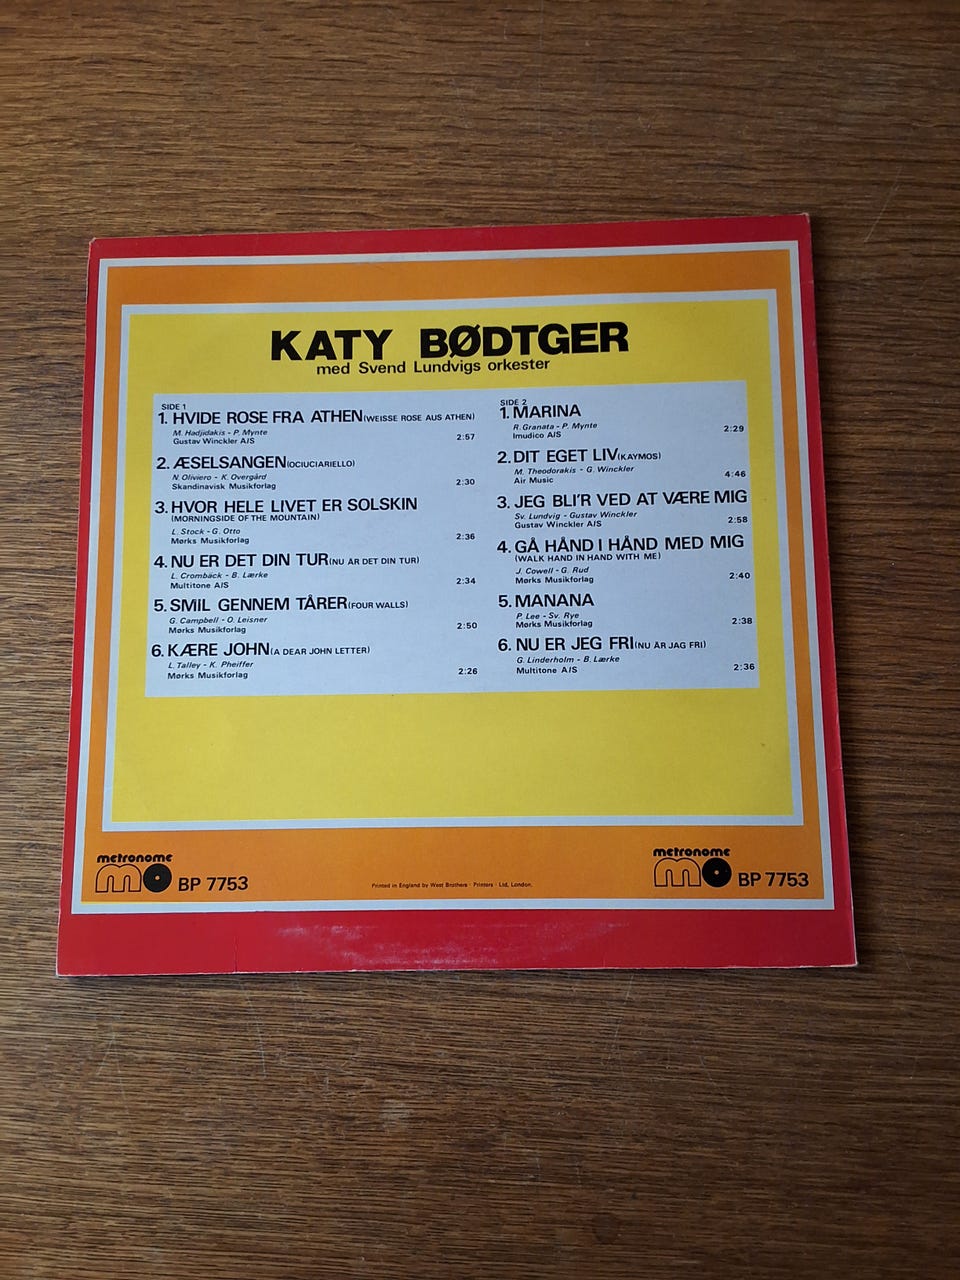 KATY BØDTGER
med Svend Lundvigs orkester
SIDE 1
1. HVIDE ROSE FRA ATHEN (WEISSE ROSE AUS ATHEN)
M. Hadjidakis - P. Mynte
Gustav Winckler A/S 2:57
2. ÆSELSANGEN (OCIUCIARIELLO)
N. Oliviero - K. Overgård
Skandinavisk Musikforlag 2:30
3. HVOR HELE LIVET ER SOLSKIN
(MORNINGSIDE OF THE MOUNTAIN)
L. Stock - G. Otto
Mørks Musikforlag 2:36
4. NU ER DET DIN TUR (NU ÄR DET DIN TUR)
L. Crombäck - B. Lærke
Multitone A/S 2:34
5. SMIL GENNEM TÅRER (FOUR WALLS)
G. Campbell - O. Leisner
Mørks Musikforlag 2:50
6. KÆRE JOHN (A DEAR JOHN LETTER)
L. Talley - K. Pheiffer
Mørks Musikforlag 2:26
SIDE 2
1. MARINA
R. Granata - P. Mynte
Imudico A/S 2:29
2. DIT EGET LIV (KAYMOS)
M. Theodorakis - G. Winckler
Air Music 4:46
3. JEG BLI'R VED AT VÆRE MIG
Sv. Lundvig - Gustav Winckler
Gustav Winckler A/S 2:58
4. GÅ HÅND I HÅND MED MIG
(WALK HAND IN HAND WITH ME)
J. Cowell - G. Rud
Mørks Musikforlag 2:40
5. MANANA
P. Lee - Sv. Rye
Mørks Musikforlag 2:38
6. NU ER JEG FRI (NU ÄR JAG FRI)
G. Linderholm - B. Lærke
Multitone A/S 2:36
metronome
mo BP 7753
Printed in England by West Brothers · Printers · Ltd, London.
metronome
mo BP 7753